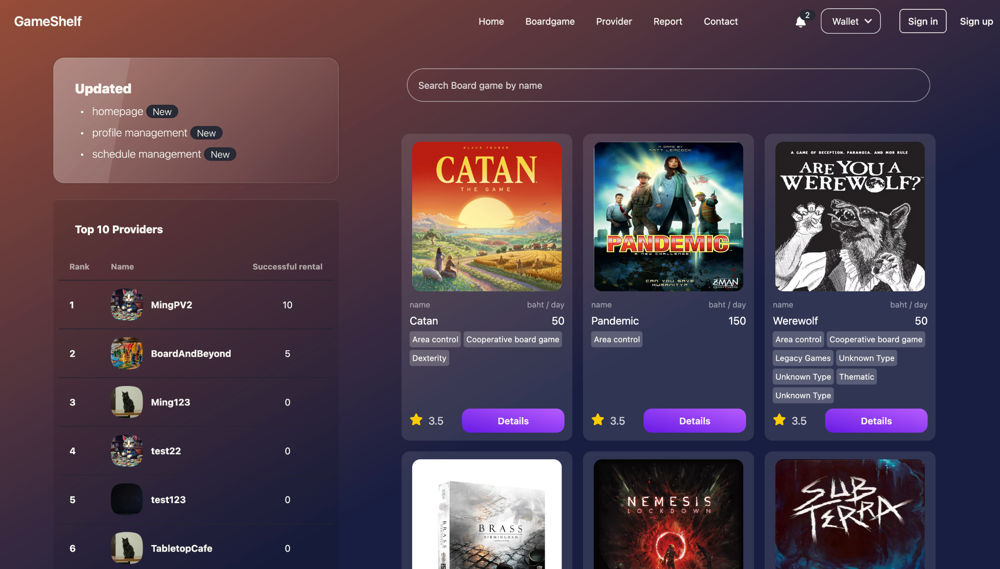 GameShelf
Home Boardgame Provider Report Contact
2
Wallet
Sign in
Sign up
Updated
• homepage New
• profile management New
• schedule management New
Top 10 Providers
Rank Name Successful rental
1 MingPV2 10
2 BoardAndBeyond 5
3 Ming123 0
4 test22 0
5 test123 0
6 TabletopCafe 0
Search Board game by name
KLAUS TEUBER
CATAN
THE GAME
name baht / day
Catan 50
Area control Cooperative board game
Dexterity
3.5 Details
A GAME BY
MATT LEACOCK
PANDEMIC
A NEW CHALLENGE
CAN YOU SAVE
HUMANITY?
ZMAN
games
name baht / day
Pandemic 150
Area control
3.5 Details
A GAME OF DECEPTION, PARANOIA, AND MOB RULE
ARE YOU A
WEREWOLF?™
name baht / day
Werewolf 50
Area control Cooperative board game
Legacy Games Unknown Type
Unknown Type Thematic
Unknown Type
3.5 Details
BRASS
BIRMINGHAM
BRASS
BIRMINGHAM
NEMESIS
LOCKDOWN
SUB
TERRA